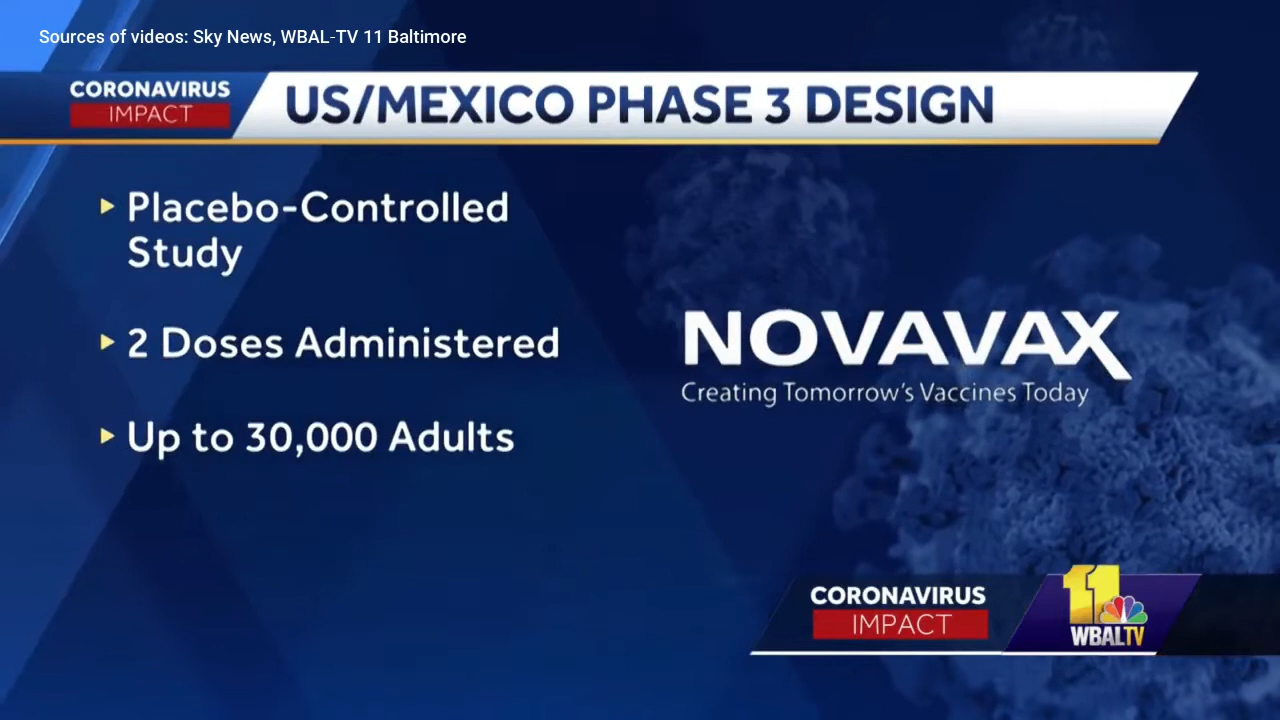 Sources of videos: Sky News, WBAL-TV 11 Baltimore
CORONAVIRUS
IMPACT
US/MEXICO PHASE 3 DESIGN
Placebo-Controlled
Study
2 Doses Administered
Up to 30,000 Adults
NOVAVAX
Creating Tomorrow's Vaccines Today
CORONAVIRUS
IMPACT
11
WBALTV